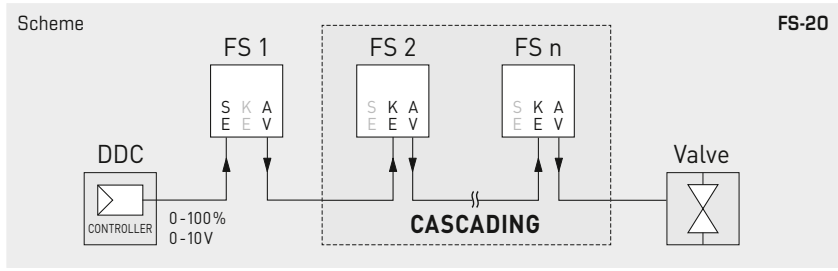 Scheme FS-20
FS 1 FS 2 FS n
S K A S K A S K A
E E V E E V E E V
DDC Valve
CONTROLLER
0-100%
0-10V
CASCADING